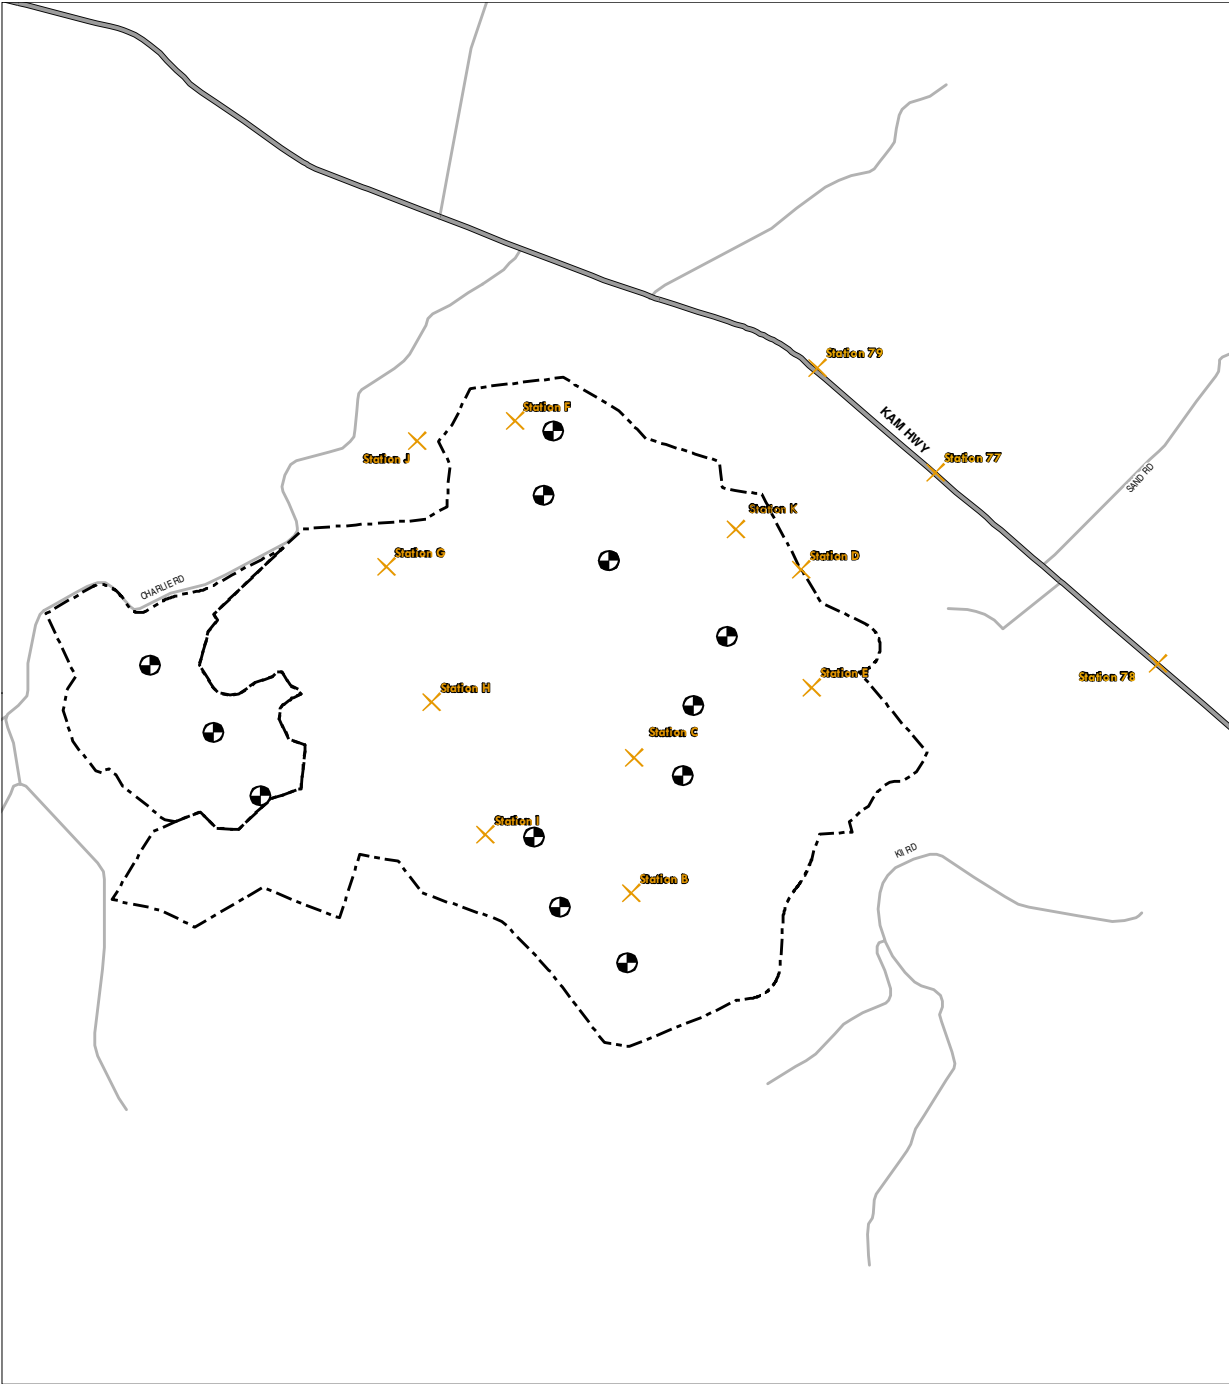 Station 79
Station F
KAM HWY
Station J
Station 77
SAND RD
Station K
Station G
Station D
CHARLIE RD
Station E
Station 78
Station H
Station C
Station I
KII RD
Station B